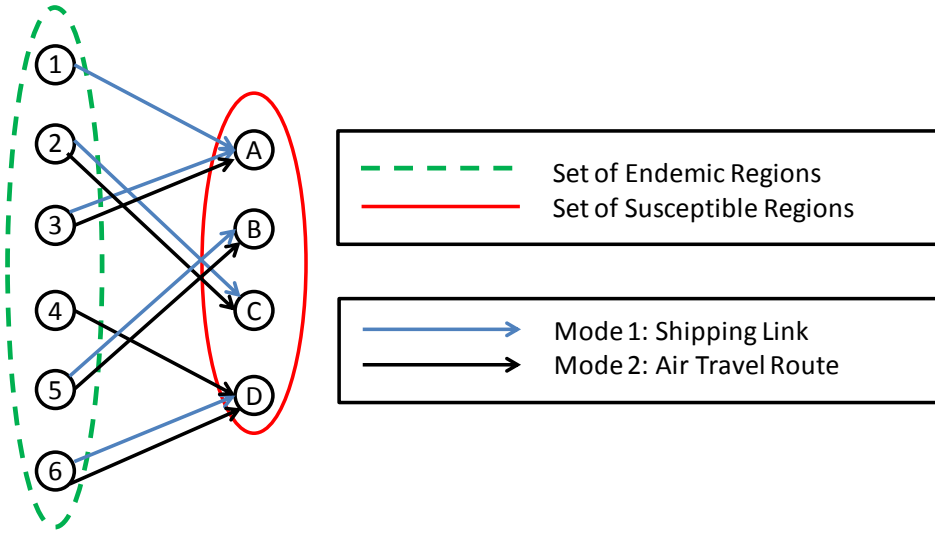 1
2
3
4
5
6
A
B
C
D
Set of Endemic Regions
Set of Susceptible Regions
Mode 1: Shipping Link
Mode 2: Air Travel Route